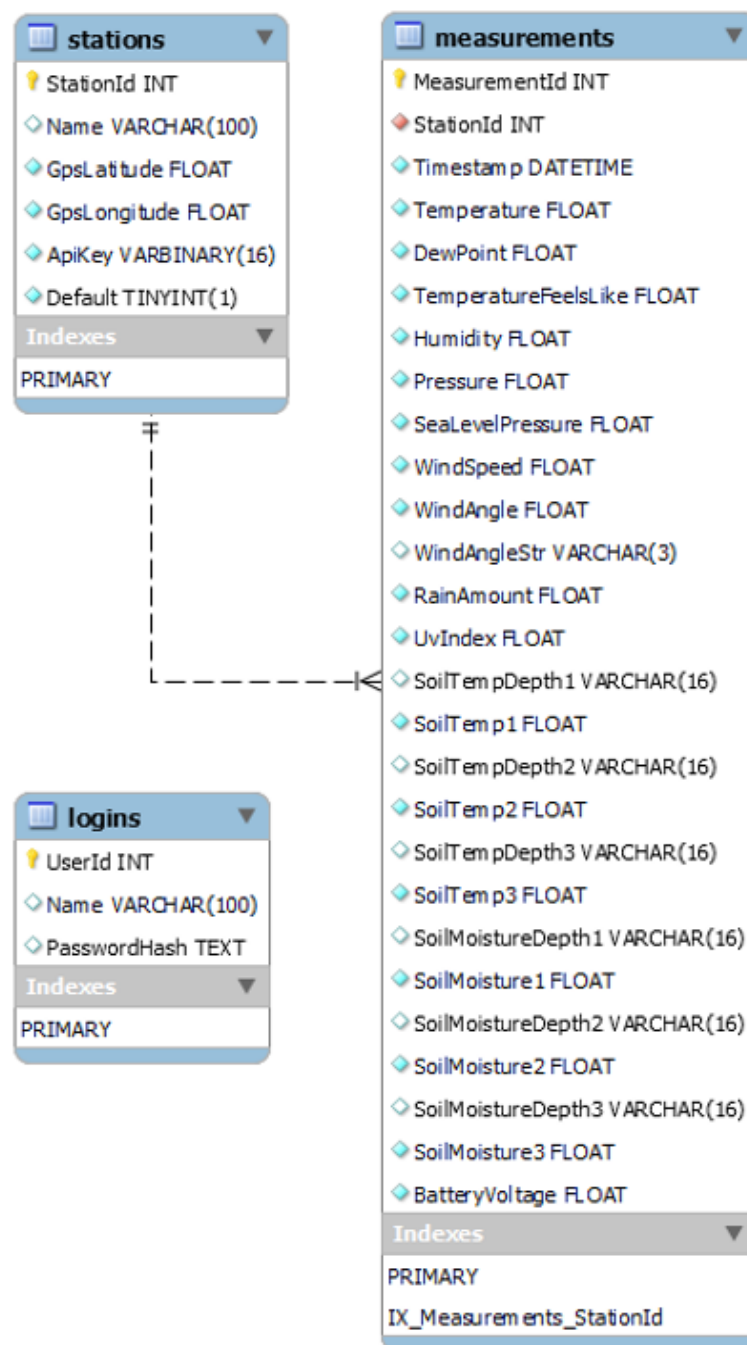 stations
StationId INT
Name VARCHAR(100)
GpsLatitude FLOAT
GpsLongitude FLOAT
ApiKey VARBINARY(16)
Default TINYINT(1)
Indexes
PRIMARY
logins
UserId INT
Name VARCHAR(100)
PasswordHash TEXT
Indexes
PRIMARY
measurements
MeasurementId INT
StationId INT
Timestamp DATETIME
Temperature FLOAT
DewPoint FLOAT
TemperatureFeelsLike FLOAT
Humidity FLOAT
Pressure FLOAT
SeaLevelPressure FLOAT
WindSpeed FLOAT
WindAngle FLOAT
WindAngleStr VARCHAR(3)
RainAmount FLOAT
UvIndex FLOAT
SoilTempDepth1 VARCHAR(16)
SoilTemp1 FLOAT
SoilTempDepth2 VARCHAR(16)
SoilTemp2 FLOAT
SoilTempDepth3 VARCHAR(16)
SoilTemp3 FLOAT
SoilMoistureDepth1 VARCHAR(16)
SoilMoisture1 FLOAT
SoilMoistureDepth2 VARCHAR(16)
SoilMoisture2 FLOAT
SoilMoistureDepth3 VARCHAR(16)
SoilMoisture3 FLOAT
BatteryVoltage FLOAT
Indexes
PRIMARY
IX_Measurements_StationId